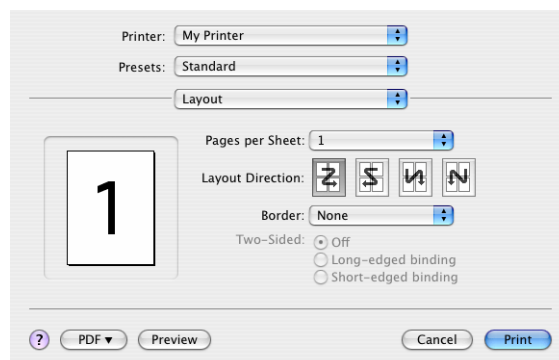 Printer: My Printer
Presets: Standard
Layout
Pages per Sheet: 1
Layout Direction:
Border: None
Two-Sided: Off
Long-edged binding
Short-edged binding
1
? PDF ▼ Preview Cancel Print